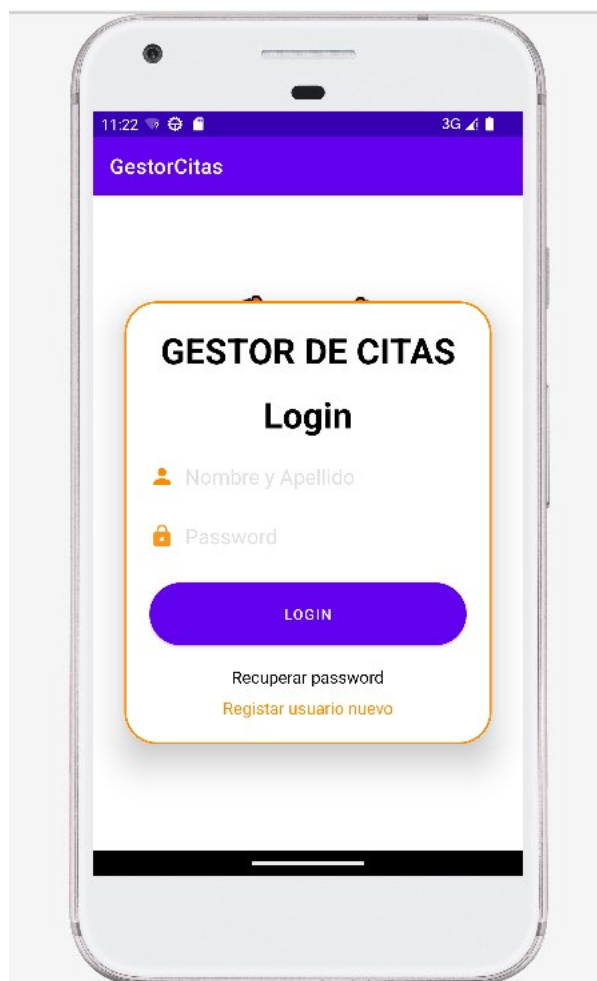 11:22 3G
GestorCitas
GESTOR DE CITAS
Login
Nombre y Apellido
Password
LOGIN
Recuperar password
Registar usuario nuevo